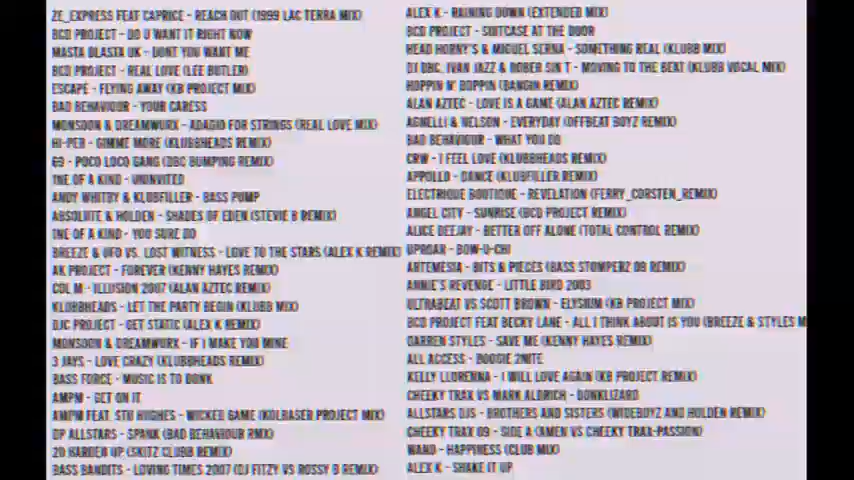 ZE_EXPRESS FEAT CAPRICE - REACH OUT (1999 LAC TERRA MIX)
BCD PROJECT - DO U WANT IT RIGHT NOW
MASTA BLASTA UK - DONT YOU WANT ME
BCD PROJECT - REAL LOVE (LEE BUTLER)
ESCAPE - FLYING AWAY (KB PROJECT MIX)
BAD BEHAVIOUR - YOUR CARESS
MONSOON & DREAMWURX - ADAGIO FOR STRINGS (REAL LOVE MIX)
HI-PER - GIMME MORE (KLUBBHEADS REMIX)
69 - POCO LOCO GANG (DBC BUMPING REMIX)
1NE OF A KIND - UNINVITED
ANDY WHITBY & KLUBFILLER - BASS PUMP
ABSOLUTE & HOLDEN - SHADES OF EDEN (STEVIE B REMIX)
1NE OF A KIND - YOU SURE DO
BREEZE & UFO VS. LOST WITNESS - LOVE TO THE STARS (ALEX K REMIX)
AK PROJECT - FOREVER (KENNY HAYES REMIX)
COL M - ILLUSION 2007 (ALAN AZTEC REMIX)
KLUBBHEADS - LET THE PARTY BEGIN (KLUBB MIX)
DJC PROJECT - GET STATIC (ALEX K REMIX)
MONSOON & DREAMWURX - IF I MAKE YOU MINE
3 JAYS - LOVE CRAZY (KLUBBHEADS REMIX)
BASS FORCE - MUSIC IS TO DONK
AMPM - GET ON IT
AMPM FEAT. STU HUGHES - WICKED GAME (KOLBASER PROJECT MIX)
DP ALLSTARS - SPANK (BAD BEHAVIOUR RMX)
20 HARDER UP (SKITZ CLUBB REMIX)
BASS BANDITS - LOVING TIMES 2007 (DJ FITZY VS ROSSY B REMIX)
ALEX K - RAINING DOWN (EXTENDED MIX)
BCD PROJECT - SUITCASE AT THE DOOR
HEAD HORNY'S & MIGUEL SERNA - SOMETHING REAL (KLUBB MIX)
DJ DBC, IVAN JAZZ & ROBER SIN T - MOVING TO THE BEAT (KLUBB VOCAL MIX)
HOPPIN N' BOPPIN (BANGIN REMIX)
ALAN AZTEC - LOVE IS A GAME (ALAN AZTEC REMIX)
AGNELLI & NELSON - EVERYDAY (OFFBEAT BOYZ REMIX)
BAD BEHAVIOUR - WHAT YOU DO
CRW - I FEEL LOVE (KLUBBHEADS REMIX)
APPOLLO - DANCE (KLUBFILLER REMIX)
ELECTRIQUE BOUTIQUE - REVELATION (FERRY_CORSTEN_REMIX)
ANGEL CITY - SUNRISE (BCD PROJECT REMIX)
ALICE DEEJAY - BETTER OFF ALONE (TOTAL CONTROL REMIX)
UPROAR - BOW-U-CHI
ARTEMESIA - BITS & PIECES (BASS STOMPERZ 09 REMIX)
ANNIE'S REVENGE - LITTLE BIRD 2003
ULTRABEAT VS SCOTT BROWN - ELYSIUM (KB PROJECT MIX)
BCD PROJECT FEAT BECKY LANE - ALL I THINK ABOUT IS YOU (BREEZE & STYLES M
DARREN STYLES - SAVE ME (KENNY HAYES REMIX)
ALL ACCESS - BOOGIE 2NITE
KELLY LLORENNA - I WILL LOVE AGAIN (KB PROJECT REMIX)
CHEEKY TRAX VS MARK ALDRICH - DONKLIZARD
ALLSTARS DJS - BROTHERS AND SISTERS (WIDEBOYZ AND HOLDEN REMIX)
CHEEKY TRAX 09 - SIDE A (AMEN VS CHEEKY TRAX-PASSION)
WAND - HAPPINESS (CLUB MIX)
ALEX K - SHAKE IT UP